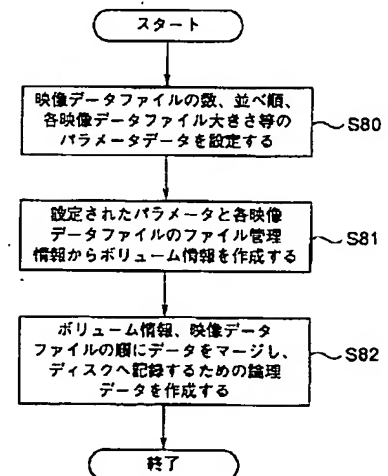 スタート
映像データファイルの数、並べ順、
各映像データファイル大きさ等の
パラメータデータを設定する
S80
設定されたパラメータと各映像
データファイルのファイル管理
情報からボリューム情報を作成する
S81
ボリューム情報、映像データ
ファイルの順にデータをマージし、
ディスクへ記録するための論理
データを作成する
S82
終了